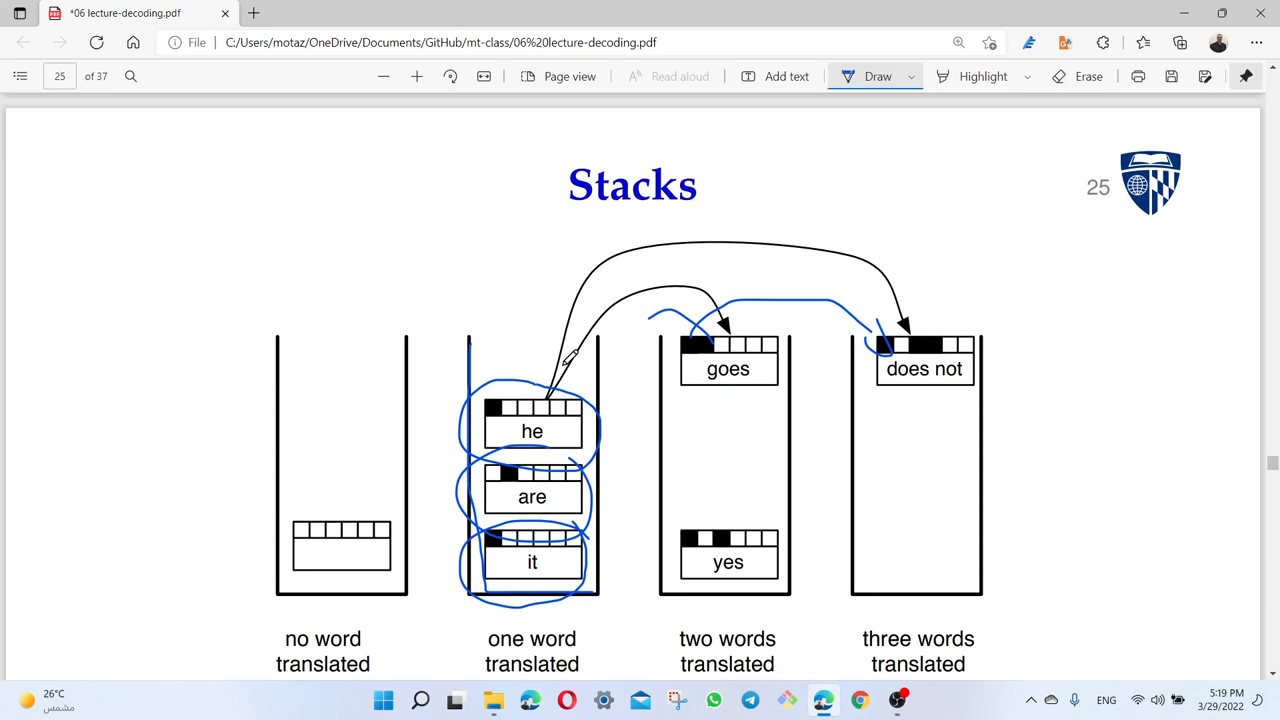 *06 lecture-decoding.pdf
File
C:/Users/motaz/OneDrive/Documents/GitHub/mt-class/06%20lecture-decoding.pdf
25 of 37
Page view
Read aloud
Add text
Draw
Highlight
Erase
Stacks
25
goes
does not
he
are
it
yes
no word
translated
one word
translated
two words
translated
three words
translated
26°C
مشمس
ENG
5:19 PM
3/29/2022